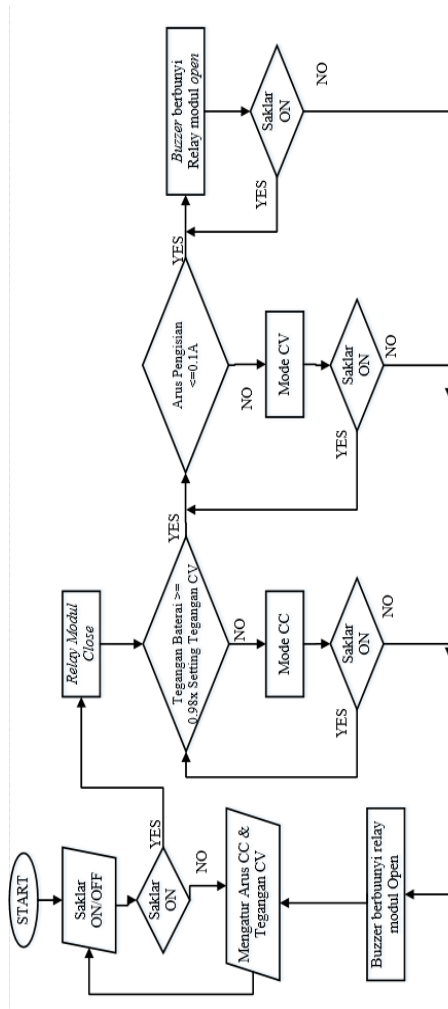 START
Saklar
ON/OFF
Saklar
ON
YES
NO
Mengatur Arus CC &
Tegangan CV
Buzzer berbunyi relay
modul Open
Relay Modul
Close
Tegangan Baterai >=
0.98x Setting Tegangan CV
YES
NO
Mode CC
Saklar
ON
YES
NO
Arus Pengisian
<=0.1A
YES
NO
Mode CV
Saklar
ON
YES
NO
Buzzer berbunyi
Relay modul open
Saklar
ON
YES
NO